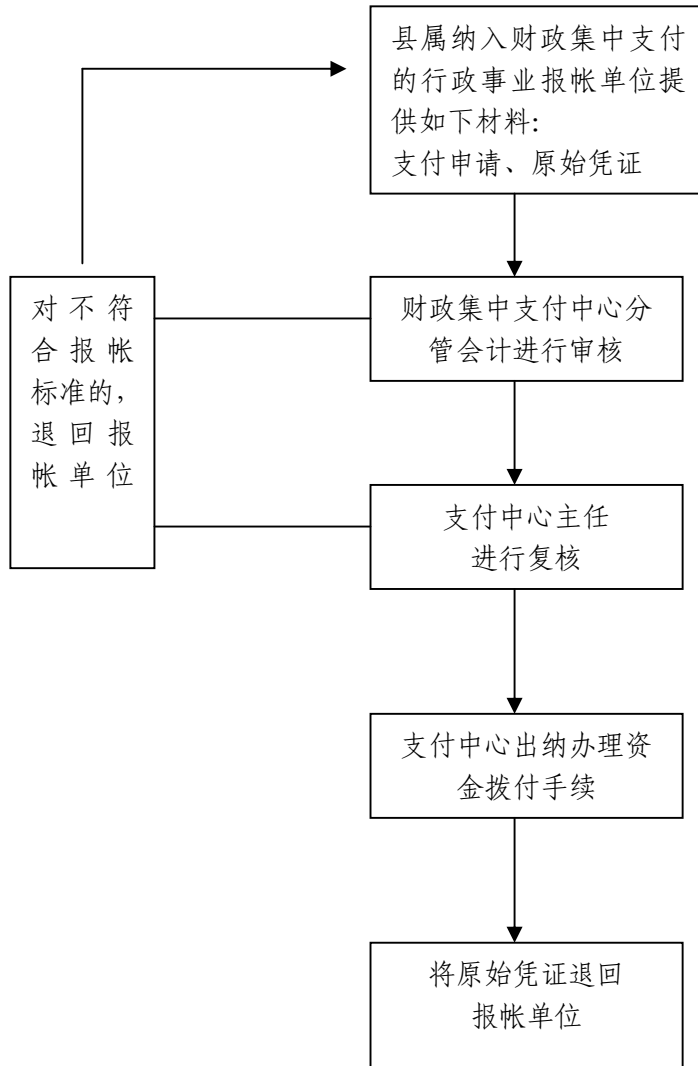 县属纳入财政集中支付
的行政事业报帐单位提
供如下材料:
支付申请、原始凭证
对不符
合报帐
标准的,
退回报
帐单位
财政集中支付中心分
管会计进行审核
支付中心主任
进行复核
支付中心出纳办理资
金拨付手续
将原始凭证退回
报帐单位